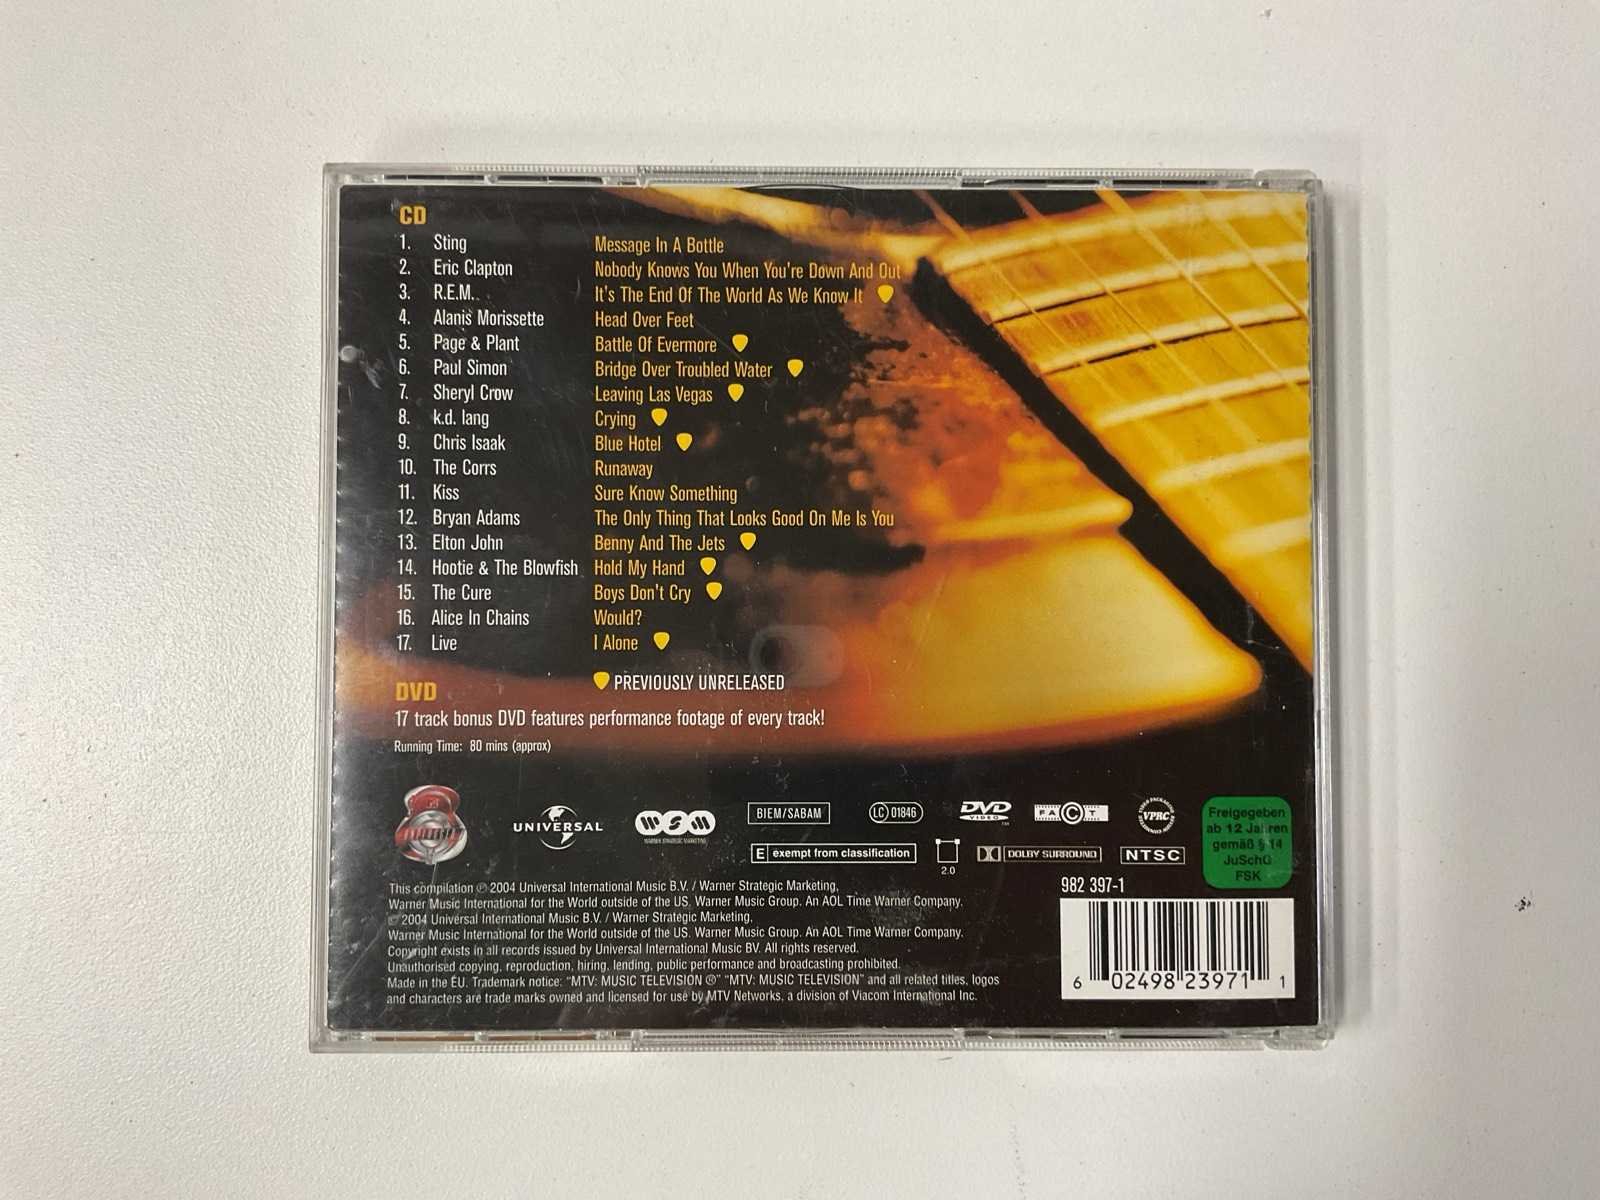 CD
1. Sting Message In A Bottle
2. Eric Clapton Nobody Knows You When You're Down And Out
3. R.E.M. It's The End Of The World As We Know It
4. Alanis Morissette Head Over Feet
5. Page & Plant Battle Of Evermore
6. Paul Simon Bridge Over Troubled Water
7. Sheryl Crow Leaving Las Vegas
8. k.d. lang Crying
9. Chris Isaak Blue Hotel
10. The Corrs Runaway
11. Kiss Sure Know Something
12. Bryan Adams The Only Thing That Looks Good On Me Is You
13. Elton John Benny And The Jets
14. Hootie & The Blowfish Hold My Hand
15. The Cure Boys Don't Cry
16. Alice In Chains Would?
17. Live I Alone
PREVIOUSLY UNRELEASED
DVD
17 track bonus DVD features performance footage of every track!
Running Time: 80 mins (approx)
UNIVERSAL
WSM
WARNER STRATEGIC MARKETING
BIEM/SABAM
LC 01846
DVD
VIDEO
FACT
VPRC
E exempt from classification
2.0
DOLBY SURROUND
NTSC
Freigegeben
ab 12 Jahren
gemäß § 14
JuSchG
FSK
982 397-1
This compilation ℗ 2004 Universal International Music B.V. / Warner Strategic Marketing,
Warner Music International for the World outside of the US. Warner Music Group. An AOL Time Warner Company.
© 2004 Universal International Music B.V. / Warner Strategic Marketing,
Warner Music International for the World outside of the US. Warner Music Group. An AOL Time Warner Company.
Copyright exists in all records issued by Universal International Music BV. All rights reserved.
Unauthorised copying, reproduction, hiring, lending, public performance and broadcasting prohibited.
Made in the EU. Trademark notice: "MTV: MUSIC TELEVISION ®" "MTV: MUSIC TELEVISION" and all related titles, logos
and characters are trade marks owned and licensed for use by MTV Networks, a division of Viacom International Inc.
6 02498 23971 1